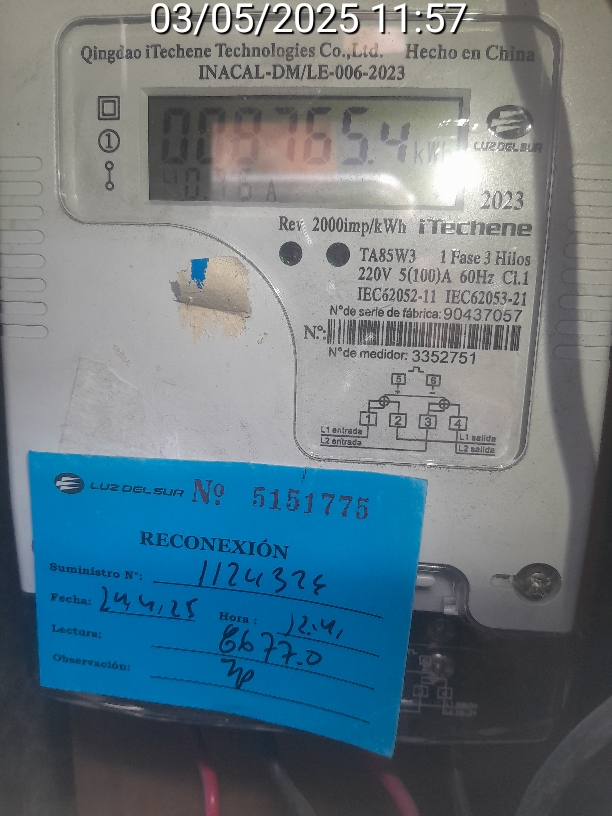 03/05/2025 11:57
Qingdao iTechene Technologies Co.,Ltd. Hecho en China
INACAL-DM/LE-006-2023
008765.4 kWh
LUZ DEL SUR
A
2023
Rev 2000imp/kWh iTechene
TA85W3 1 Fase 3 Hilos
220V 5(100)A 60Hz Cl.1
IEC62052-11 IEC62053-21
N° de serie de fábrica: 90437057
N°:
N° de medidor: 3352751
5 6
1 2 3 4
L1 entrada L1 salida
L2 entrada L2 salida
LUZ DEL SUR Nº 5151775
RECONEXIÓN
Suministro N°: 1124324
Fecha: 24.4.25 Hora: 12:41
Lectura: 8677.0
Observación: